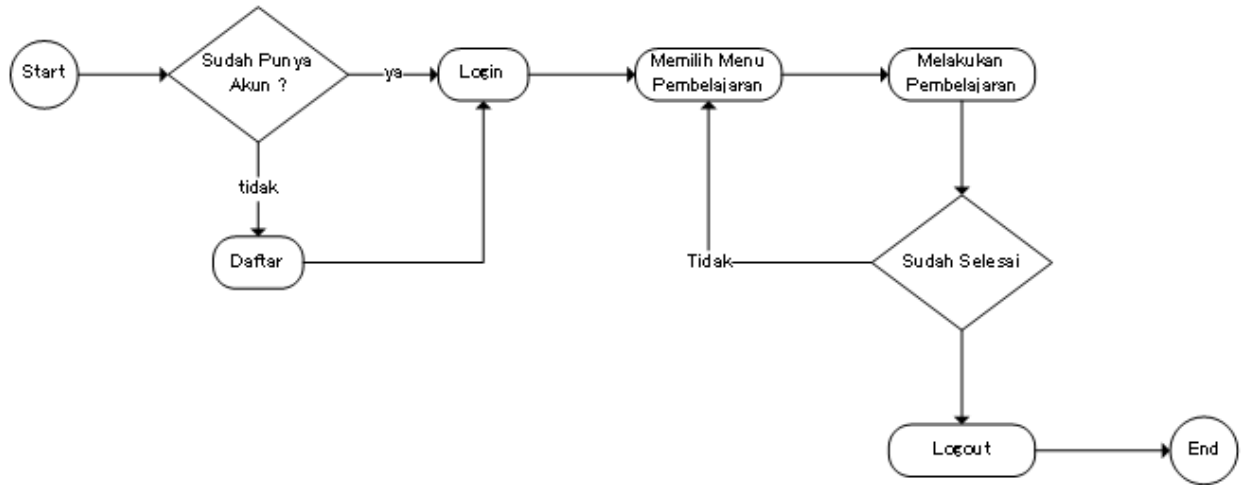 Start
Sudah Punya
Akun ?
ya
Login
Memilih Menu
Pembelajaran
Melakukan
Pembelajaran
tidak
Daftar
Tidak
Sudah Selesai
Logout
End